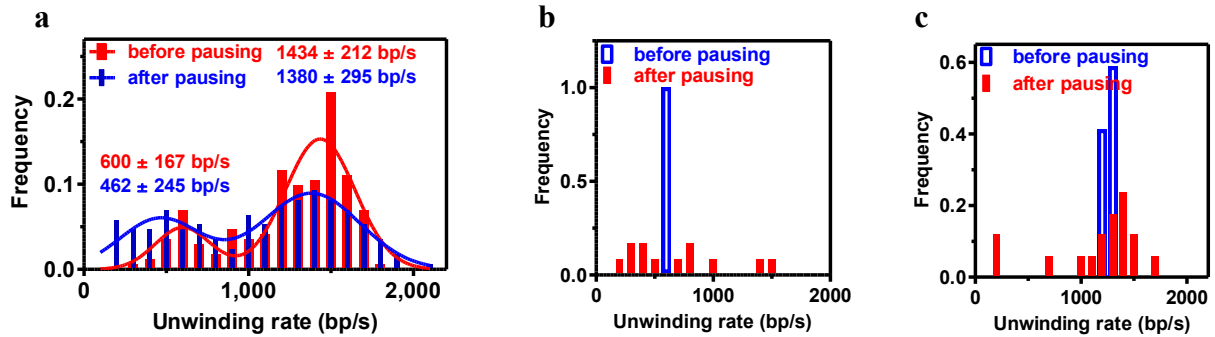 a
before pausing 1434 ± 212 bp/s
after pausing 1380 ± 295 bp/s
600 ± 167 bp/s
462 ± 245 bp/s
Frequency
0.2
0.1
0.0
0 1,000 2,000
Unwinding rate (bp/s)
b
before pausing
after pausing
Frequency
1.0
0.5
0.0
0 1000 2000
Unwinding rate (bp/s)
c
before pausing
after pausing
Frequency
0.6
0.4
0.2
0.0
0 1000 2000
Unwinding rate (bp/s)